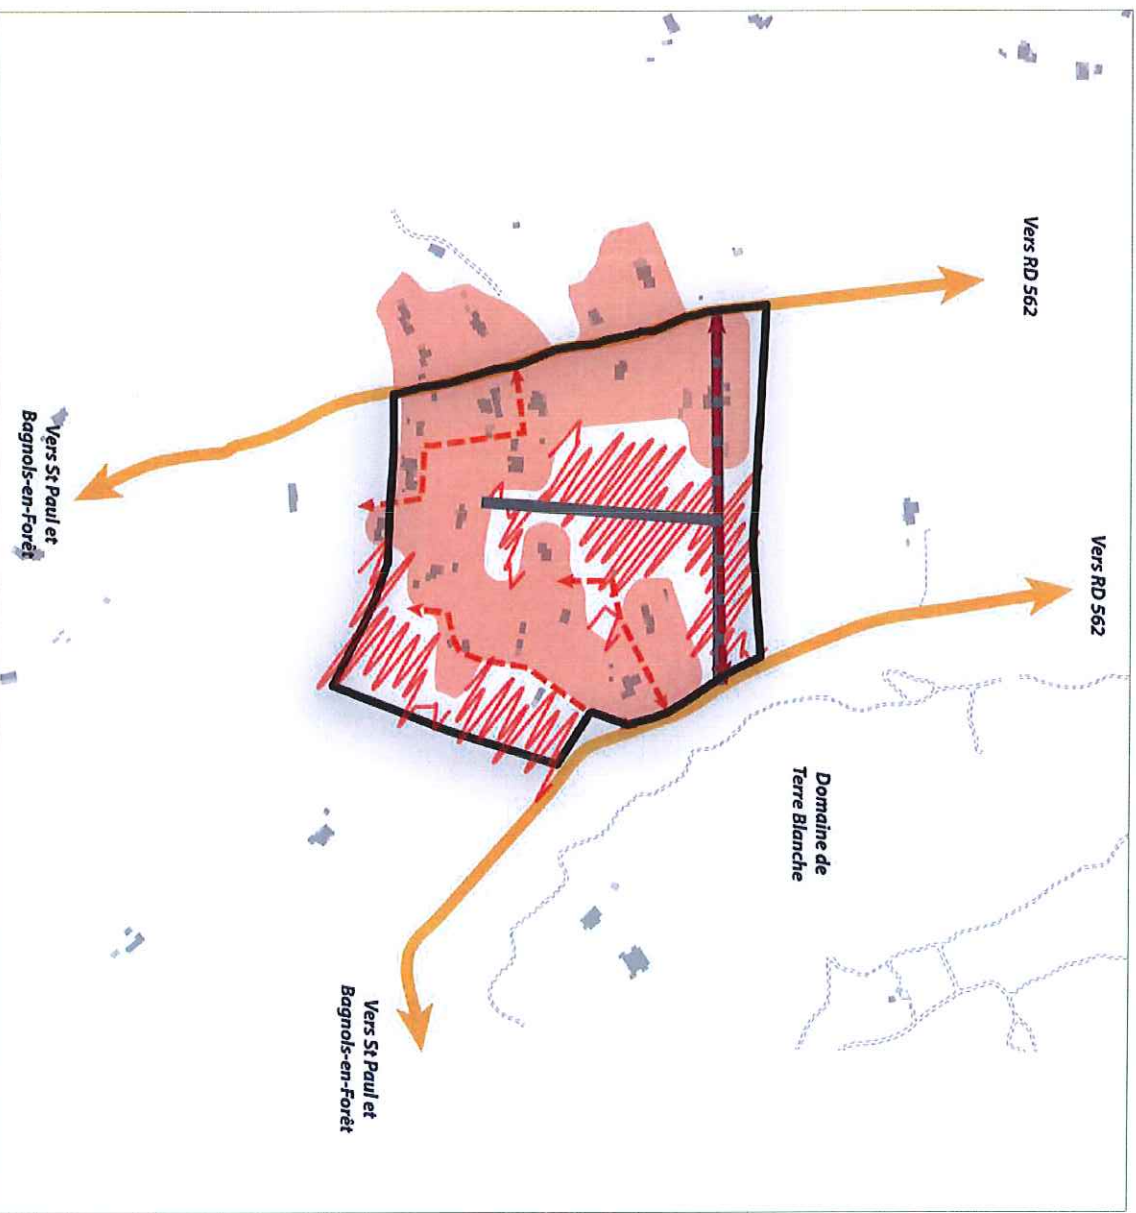 Vers RD 562
Vers RD 562
Domaine de
Terre Blanche
Vers St Paul et
Bagnols-en-Forêt
Vers St Paul et
Bagnols-en-Forêt